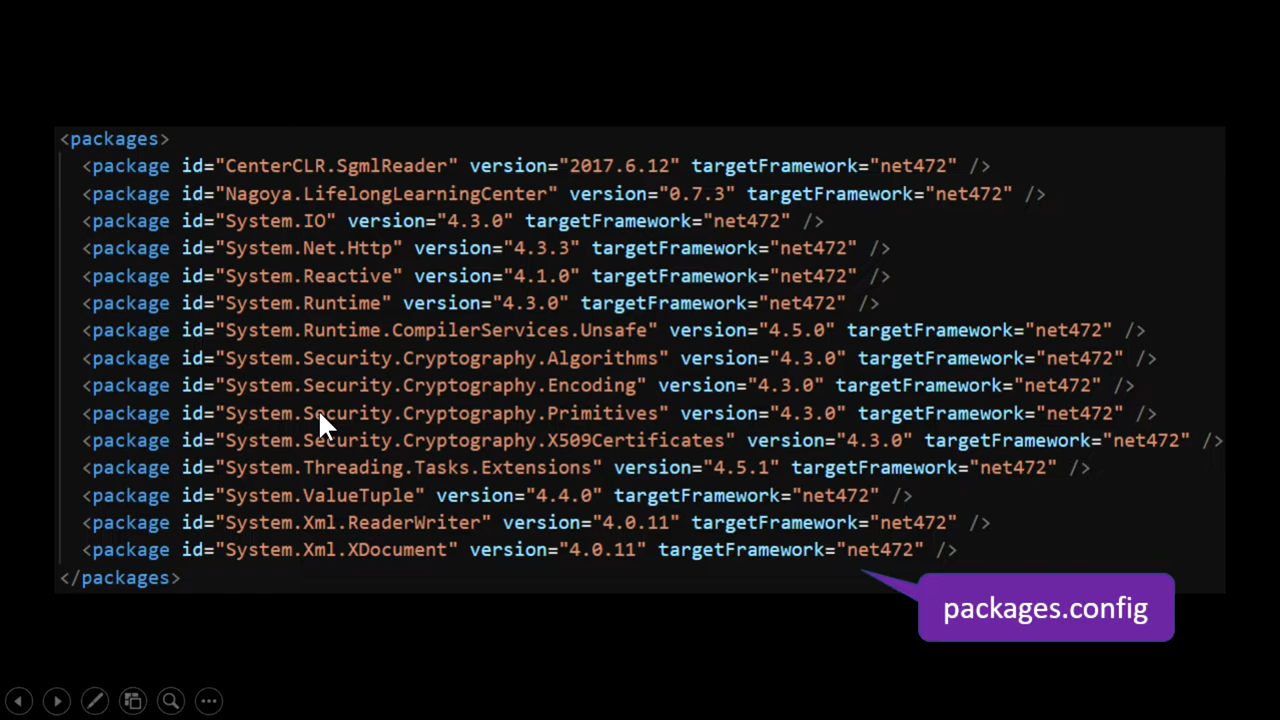 <packages>
<package id="CenterCLR.SgmlReader" version="2017.6.12" targetFramework="net472" />
<package id="Nagoya.LifelongLearningCenter" version="0.7.3" targetFramework="net472" />
<package id="System.IO" version="4.3.0" targetFramework="net472" />
<package id="System.Net.Http" version="4.3.3" targetFramework="net472" />
<package id="System.Reactive" version="4.1.0" targetFramework="net472" />
<package id="System.Runtime" version="4.3.0" targetFramework="net472" />
<package id="System.Runtime.CompilerServices.Unsafe" version="4.5.0" targetFramework="net472" />
<package id="System.Security.Cryptography.Algorithms" version="4.3.0" targetFramework="net472" />
<package id="System.Security.Cryptography.Encoding" version="4.3.0" targetFramework="net472" />
<package id="System.Security.Cryptography.Primitives" version="4.3.0" targetFramework="net472" />
<package id="System.Security.Cryptography.X509Certificates" version="4.3.0" targetFramework="net472" />
<package id="System.Threading.Tasks.Extensions" version="4.5.1" targetFramework="net472" />
<package id="System.ValueTuple" version="4.4.0" targetFramework="net472" />
<package id="System.Xml.ReaderWriter" version="4.0.11" targetFramework="net472" />
<package id="System.Xml.XDocument" version="4.0.11" targetFramework="net472" />
</packages>
packages.config